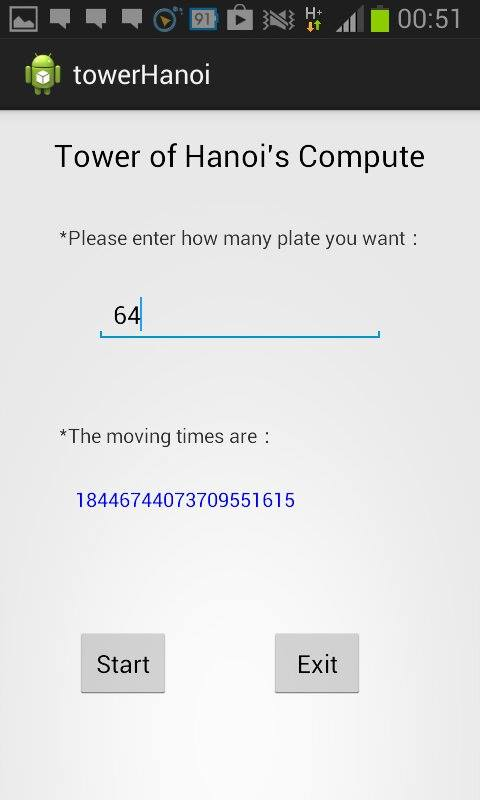 91 H+ 00:51
towerHanoi
Tower of Hanoi's Compute
*Please enter how many plate you want :
64
*The moving times are :
18446744073709551615
Start Exit